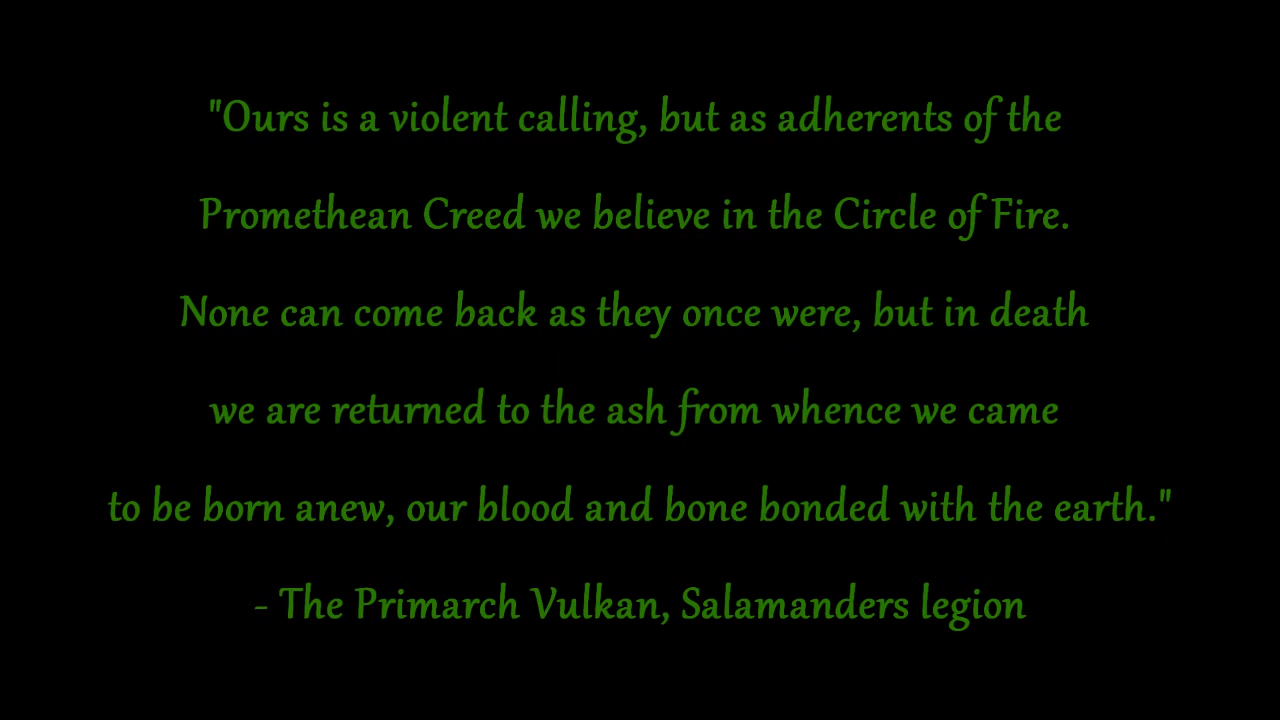 "Ours is a violent calling, but as adherents of the
Promethean Creed we believe in the Circle of Fire.
None can come back as they once were, but in death
we are returned to the ash from whence we came
to be born anew, our blood and bone bonded with the earth."
- The Primarch Vulkan, Salamanders legion